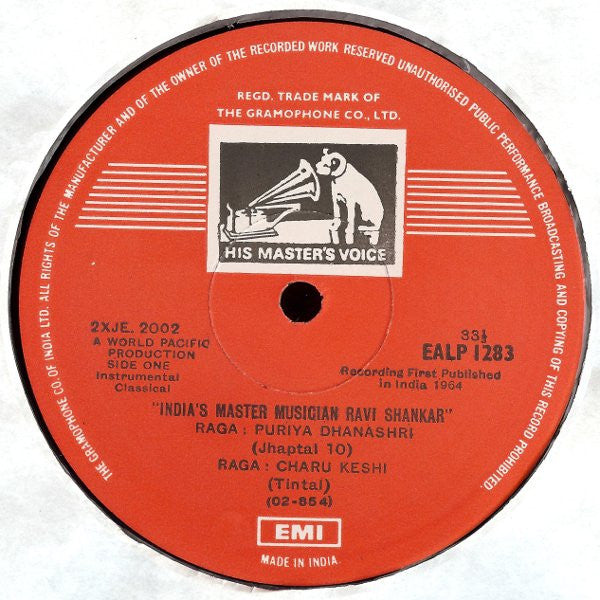 THE GRAMOPHONE CO OF INDIA LTD. ALL RIGHTS OF THE MANUFACTURER AND OF THE OWNER OF THE RECORDED WORK RESERVED UNAUTHORISED PUBLIC PERFORMANCE BROADCASTING AND COPYING OF THIS RECORD PROHIBITED.
REGD. TRADE MARK OF
THE GRAMOPHONE CO., LTD.
HIS MASTER'S VOICE
2XJE. 2002
A WORLD PACIFIC
PRODUCTION
SIDE ONE
Instrumental
Classical
33⅓
EALP 1283
Recording First Published
in India 1964
"INDIA'S MASTER MUSICIAN RAVI SHANKAR"
RAGA : PURIYA DHANASHRI
(Jhaptal 10)
RAGA : CHARU KESHI
(Tintal)
(02-854)
EMI
MADE IN INDIA.